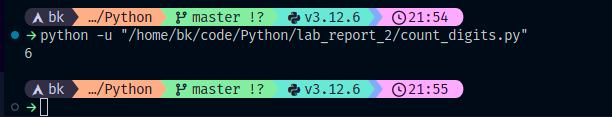 bk …/Python master !? v3.12.6 21:54
→python -u "/home/bk/code/Python/lab_report_2/count_digits.py"
6
bk …/Python master !? v3.12.6 21:55
→